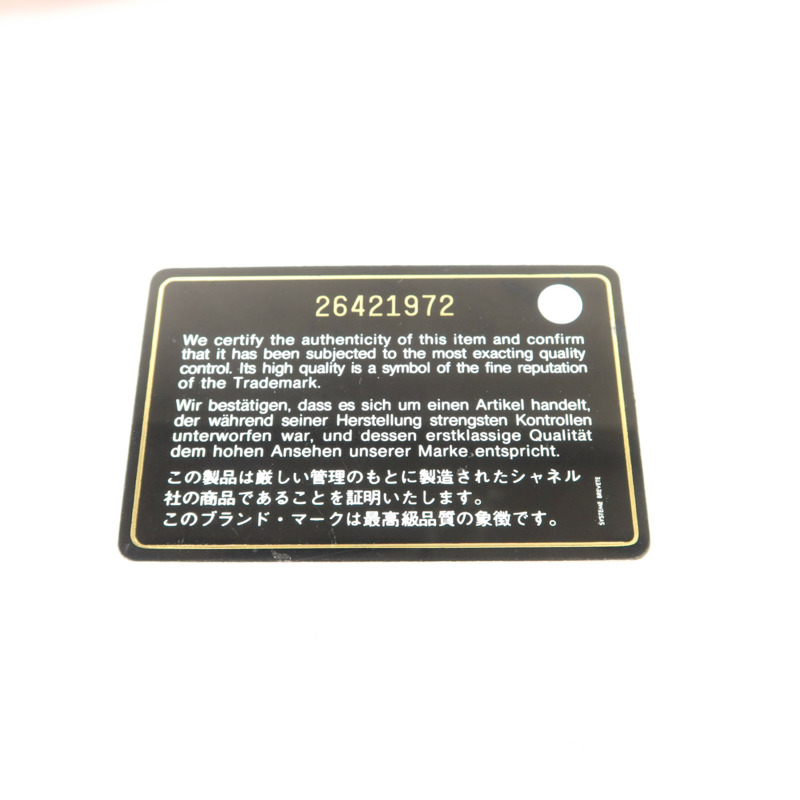 26421972
We certify the authenticity of this item and confirm
that it has been subjected to the most exacting quality
control. Its high quality is a symbol of the fine reputation
of the Trademark.
Wir bestätigen, dass es sich um einen Artikel handelt,
der während seiner Herstellung strengsten Kontrollen
unterworfen war, und dessen erstklassige Qualität
dem hohen Ansehen unserer Marke entspricht.
この製品は厳しい管理のもとに製造されたシャネル
社の商品であることを証明いたします。
このブランド・マークは最高級品質の象徴です。
SYSTEME BREVETE